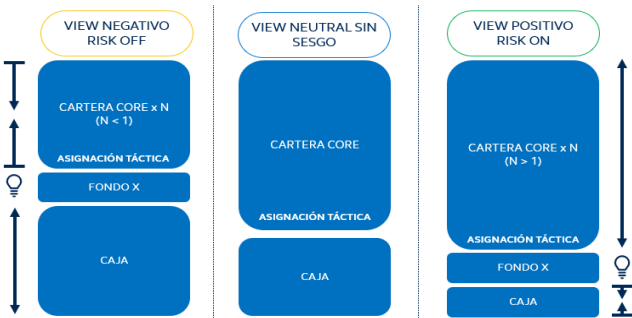 VIEW NEGATIVO
RISK OFF
CARTERA CORE x N
(N < 1)
ASIGNACIÓN TÁCTICA
FONDO X
CAJA
VIEW NEUTRAL SIN
SESGO
CARTERA CORE
ASIGNACIÓN TÁCTICA
CAJA
VIEW POSITIVO
RISK ON
CARTERA CORE x N
(N > 1)
ASIGNACIÓN TÁCTICA
FONDO X
CAJA